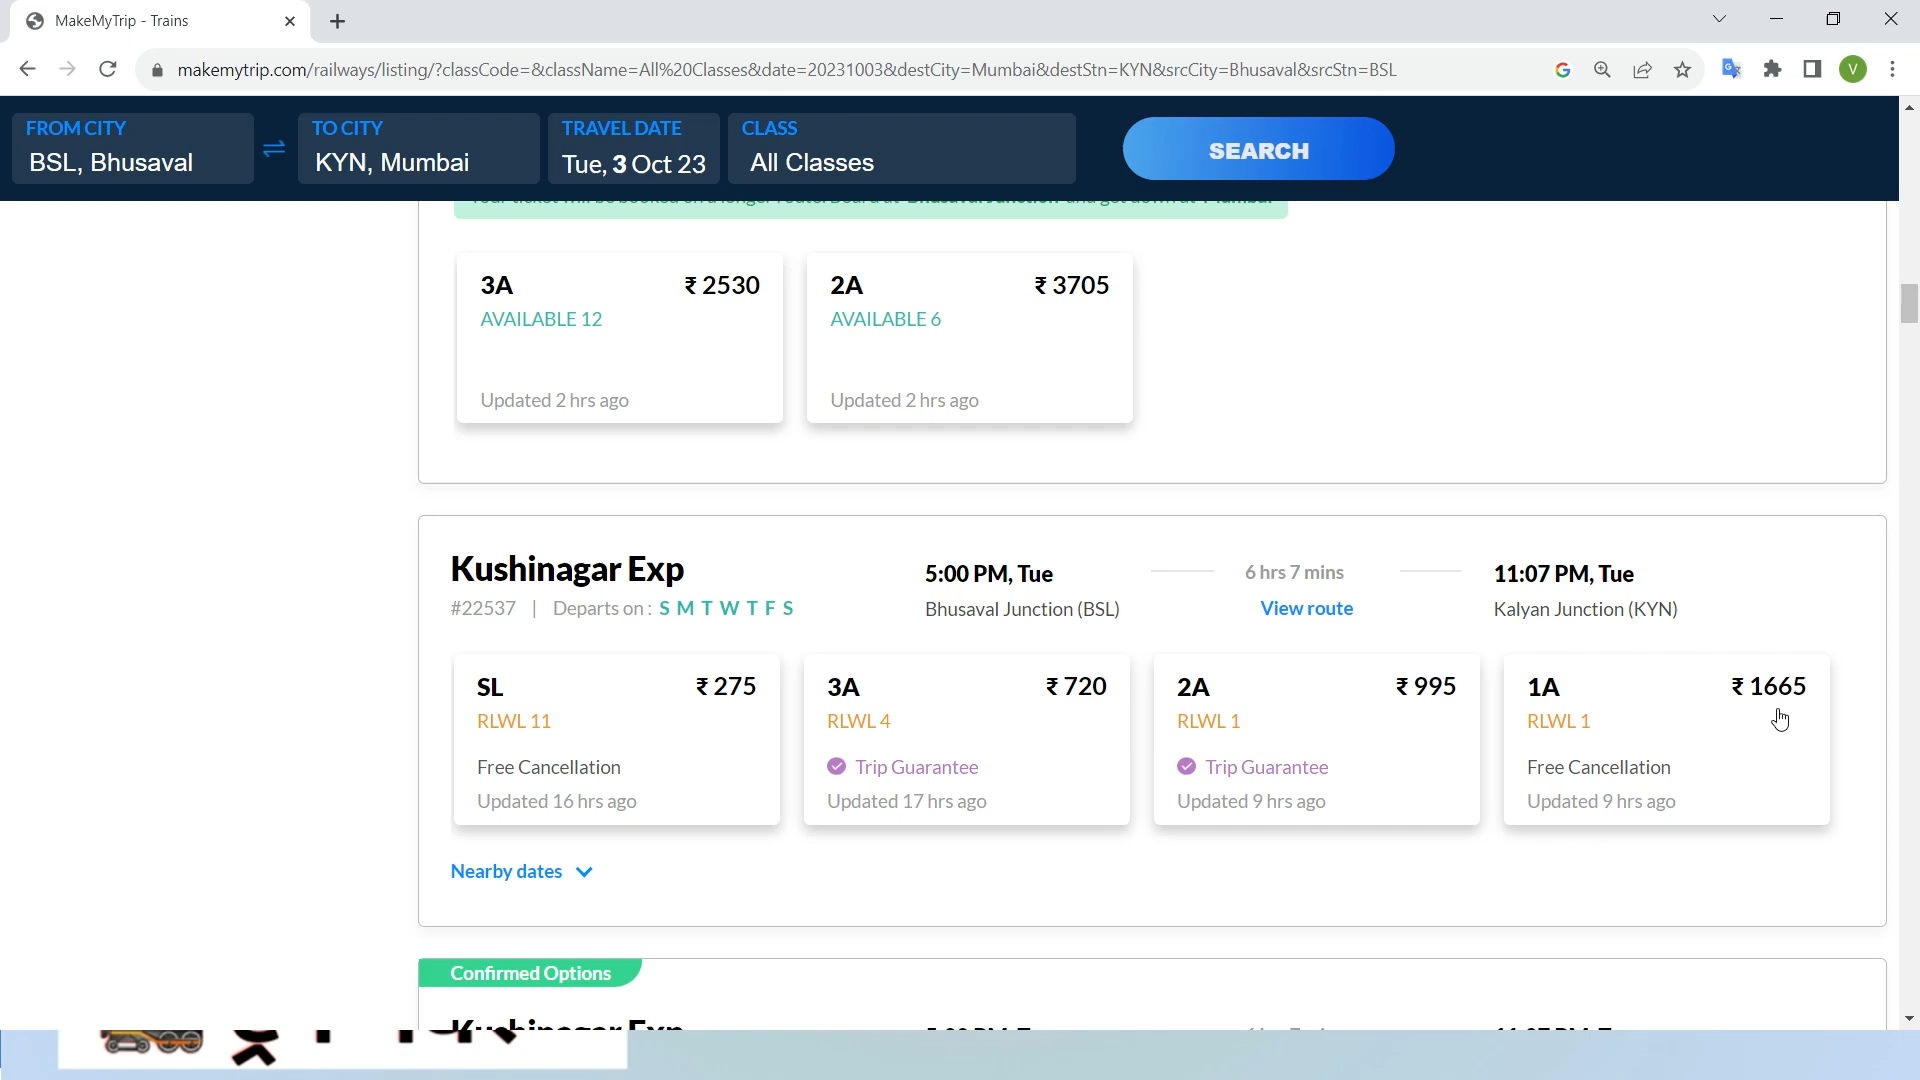 MakeMyTrip - Trains
makemytrip.com/railways/listing/?classCode=&className=All%20Classes&date=20231003&destCity=Mumbai&destStn=KYN&srcCity=Bhusaval&srcStn=BSL
V
FROM CITY
BSL, Bhusaval
TO CITY
KYN, Mumbai
TRAVEL DATE
Tue, 3 Oct 23
CLASS
All Classes
SEARCH
3A ₹ 2530
AVAILABLE 12
Updated 2 hrs ago
2A ₹ 3705
AVAILABLE 6
Updated 2 hrs ago
Kushinagar Exp
#22537 | Departs on : S M T W T F S
5:00 PM, Tue
Bhusaval Junction (BSL)
6 hrs 7 mins
View route
11:07 PM, Tue
Kalyan Junction (KYN)
SL ₹ 275
RLWL 11
Free Cancellation
Updated 16 hrs ago
3A ₹ 720
RLWL 4
Trip Guarantee
Updated 17 hrs ago
2A ₹ 995
RLWL 1
Trip Guarantee
Updated 9 hrs ago
1A ₹ 1665
RLWL 1
Free Cancellation
Updated 9 hrs ago
Nearby dates
Confirmed Options
Kushinagar Exp